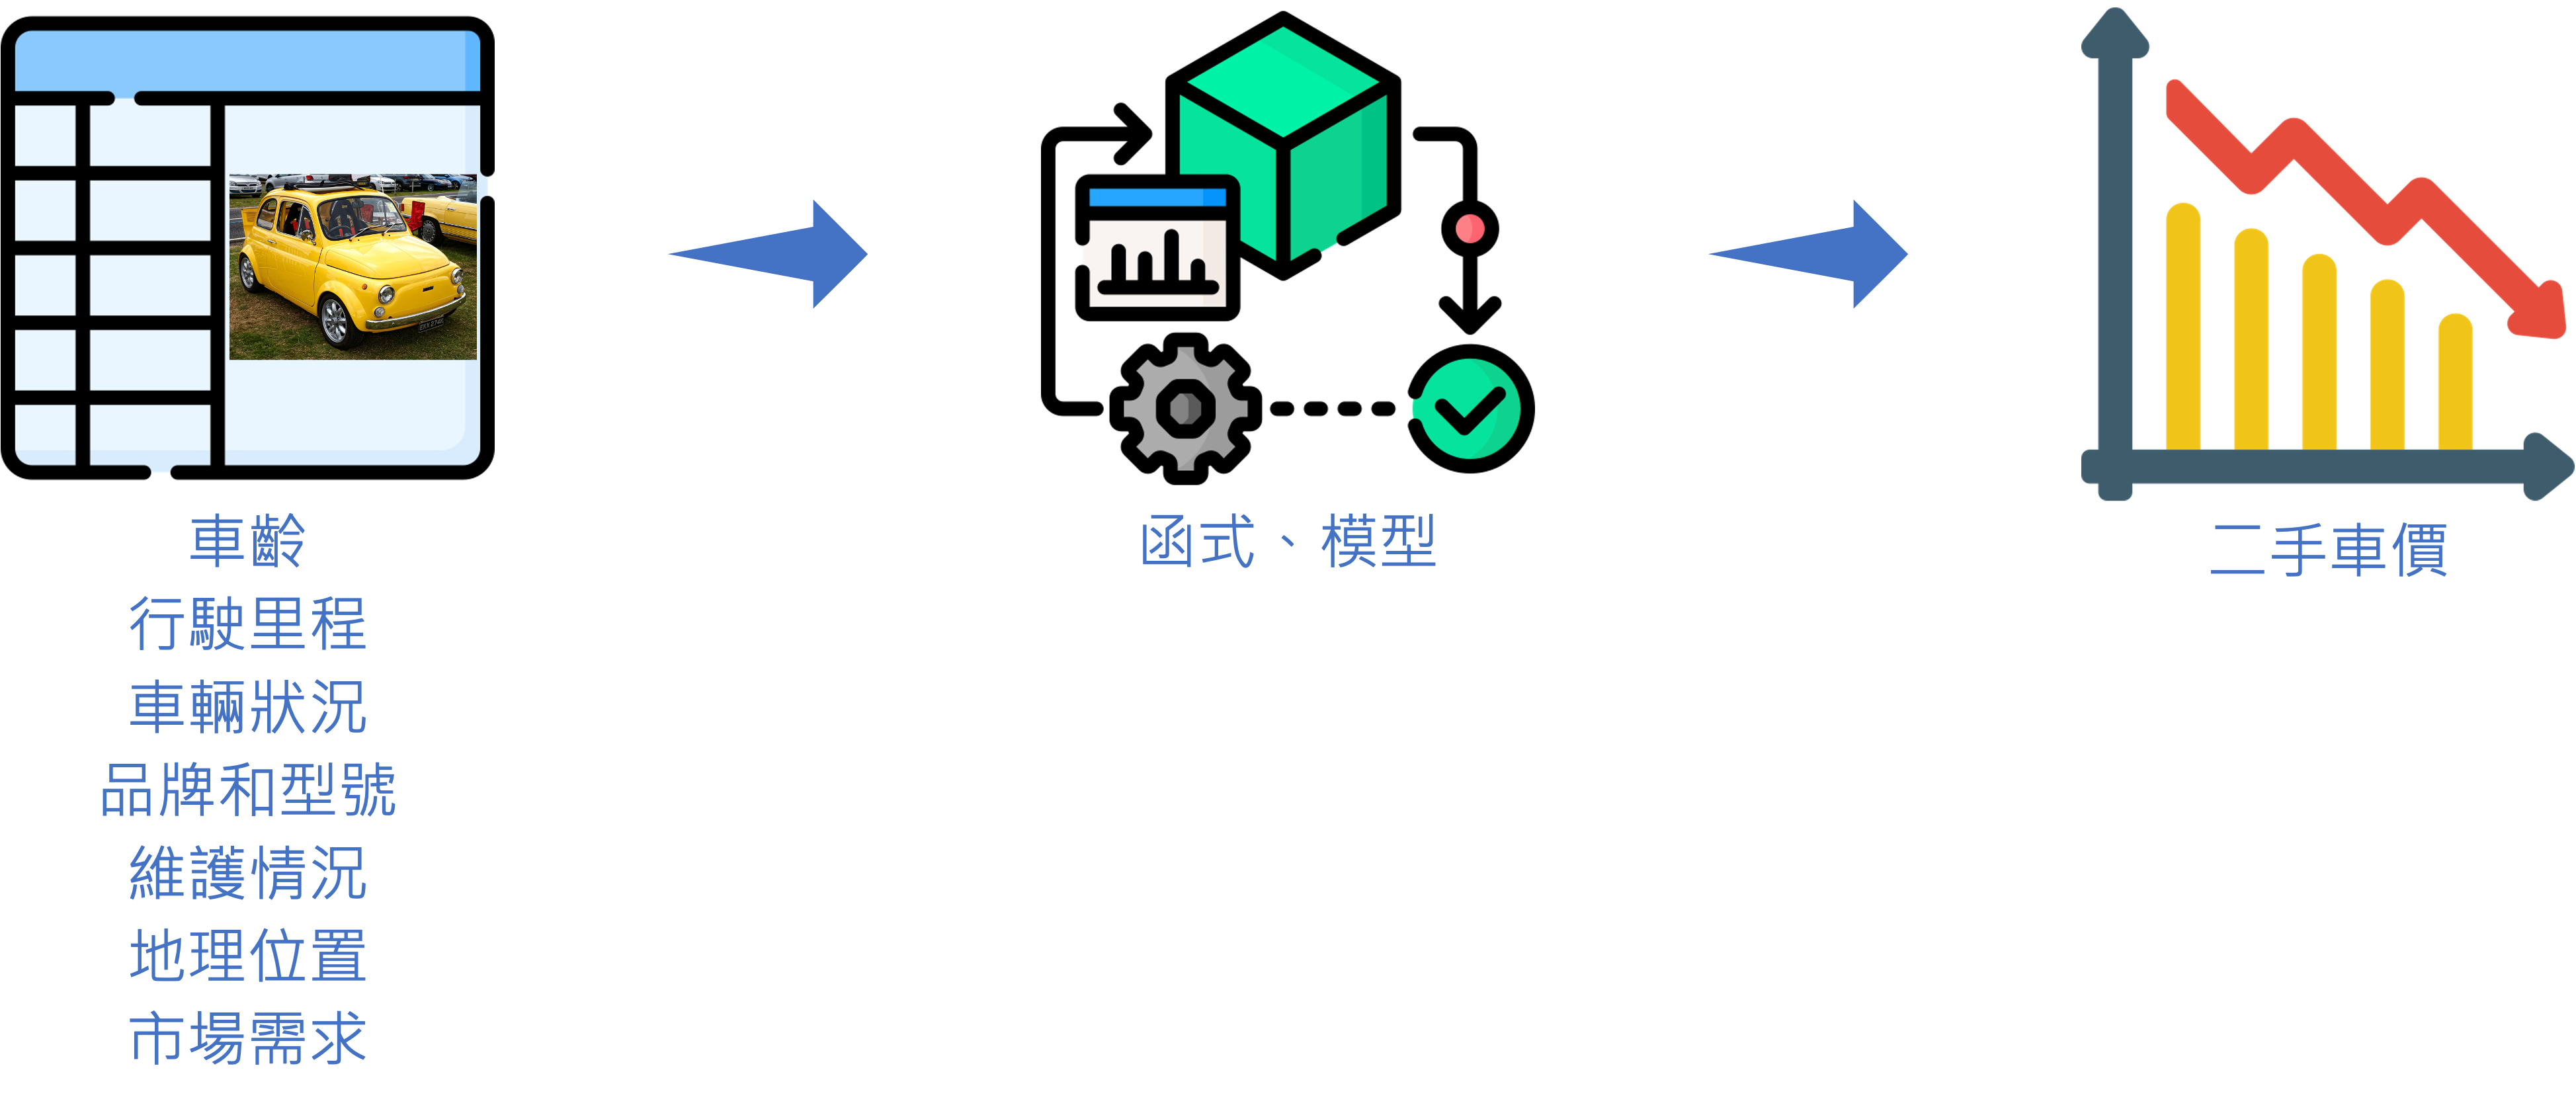 車齡
行駛里程
車輛狀況
品牌和型號
維護情況
地理位置
市場需求
函式、模型
二手車價